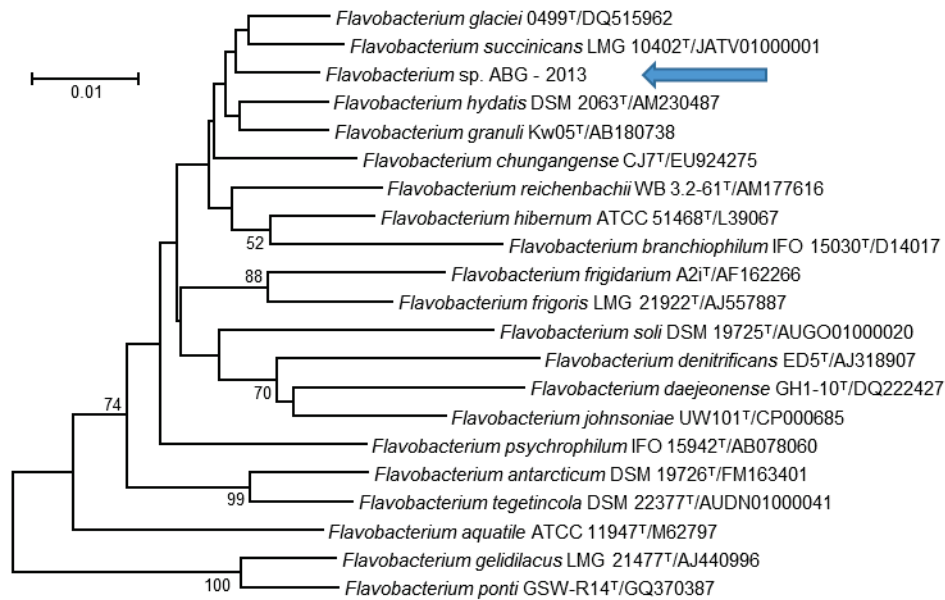 Flavobacterium glaciei 0499ᵀ/DQ515962
Flavobacterium succinicans LMG 10402ᵀ/JATV01000001
Flavobacterium sp. ABG - 2013
0.01
Flavobacterium hydatis DSM 2063ᵀ/AM230487
Flavobacterium granuli Kw05ᵀ/AB180738
Flavobacterium chungangense CJ7ᵀ/EU924275
Flavobacterium reichenbachii WB 3.2-61ᵀ/AM177616
Flavobacterium hibernum ATCC 51468ᵀ/L39067
52
Flavobacterium branchiophilum IFO 15030ᵀ/D14017
88
Flavobacterium frigidarium A2iᵀ/AF162266
Flavobacterium frigoris LMG 21922ᵀ/AJ557887
Flavobacterium soli DSM 19725ᵀ/AUGO01000020
Flavobacterium denitrificans ED5ᵀ/AJ318907
70
Flavobacterium daejeonense GH1-10ᵀ/DQ222427
74
Flavobacterium johnsoniae UW101ᵀ/CP000685
Flavobacterium psychrophilum IFO 15942ᵀ/AB078060
Flavobacterium antarcticum DSM 19726ᵀ/FM163401
99
Flavobacterium tegetincola DSM 22377ᵀ/AUDN01000041
Flavobacterium aquatile ATCC 11947ᵀ/M62797
Flavobacterium gelidilacus LMG 21477ᵀ/AJ440996
100
Flavobacterium ponti GSW-R14ᵀ/GQ370387